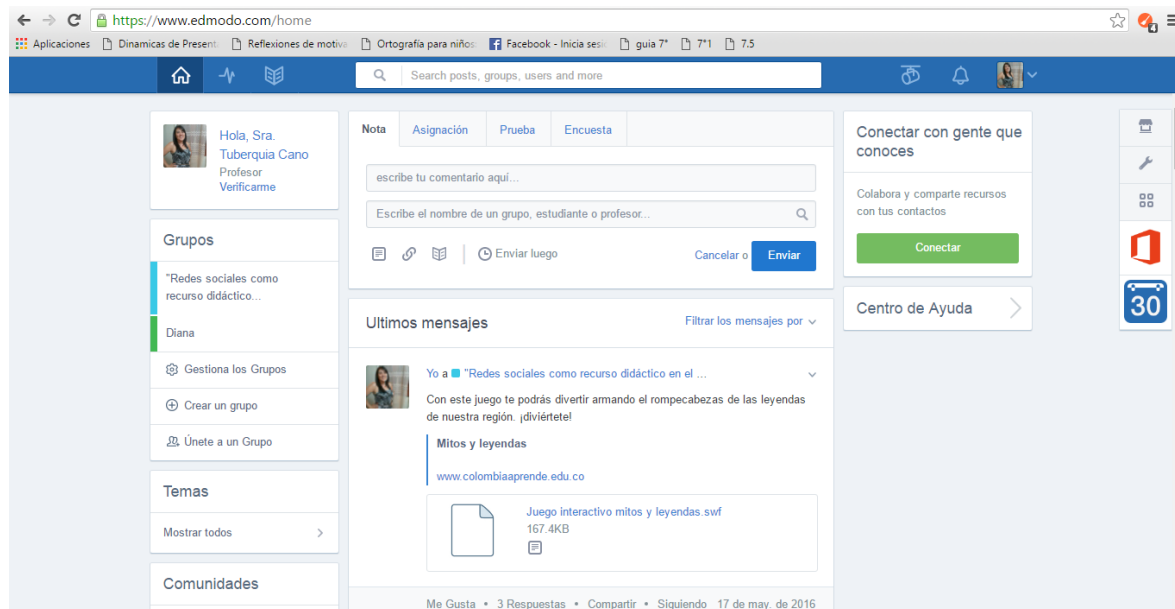 https://www.edmodo.com/home
Aplicaciones
Dinamicas de Present
Reflexiones de motiva
Ortografía para niños
Facebook - Inicia sesic
guia 7°
7°1
7.5
4
Search posts, groups, users and more
Hola, Sra.
Tuberquia Cano
Profesor
Verificarme
Grupos
"Redes sociales como
recurso didáctico...
Diana
Gestiona los Grupos
Crear un grupo
Únete a un Grupo
Temas
Mostrar todos
Comunidades
Nota
Asignación
Prueba
Encuesta
escribe tu comentario aquí...
Escribe el nombre de un grupo, estudiante o profesor...
Enviar luego
Cancelar o Enviar
Ultimos mensajes
Filtrar los mensajes por
Yo a "Redes sociales como recurso didáctico en el ...
Con este juego te podrás divertir armando el rompecabezas de las leyendas
de nuestra región. ¡diviértete!
Mitos y leyendas
www.colombiaaprende.edu.co
Juego interactivo mitos y leyendas.swf
167.4KB
Me Gusta • 3 Respuestas • Compartir • Siguiendo 17 de may. de 2016
Conectar con gente que
conoces
Colabora y comparte recursos
con tus contactos
Conectar
Centro de Ayuda
30